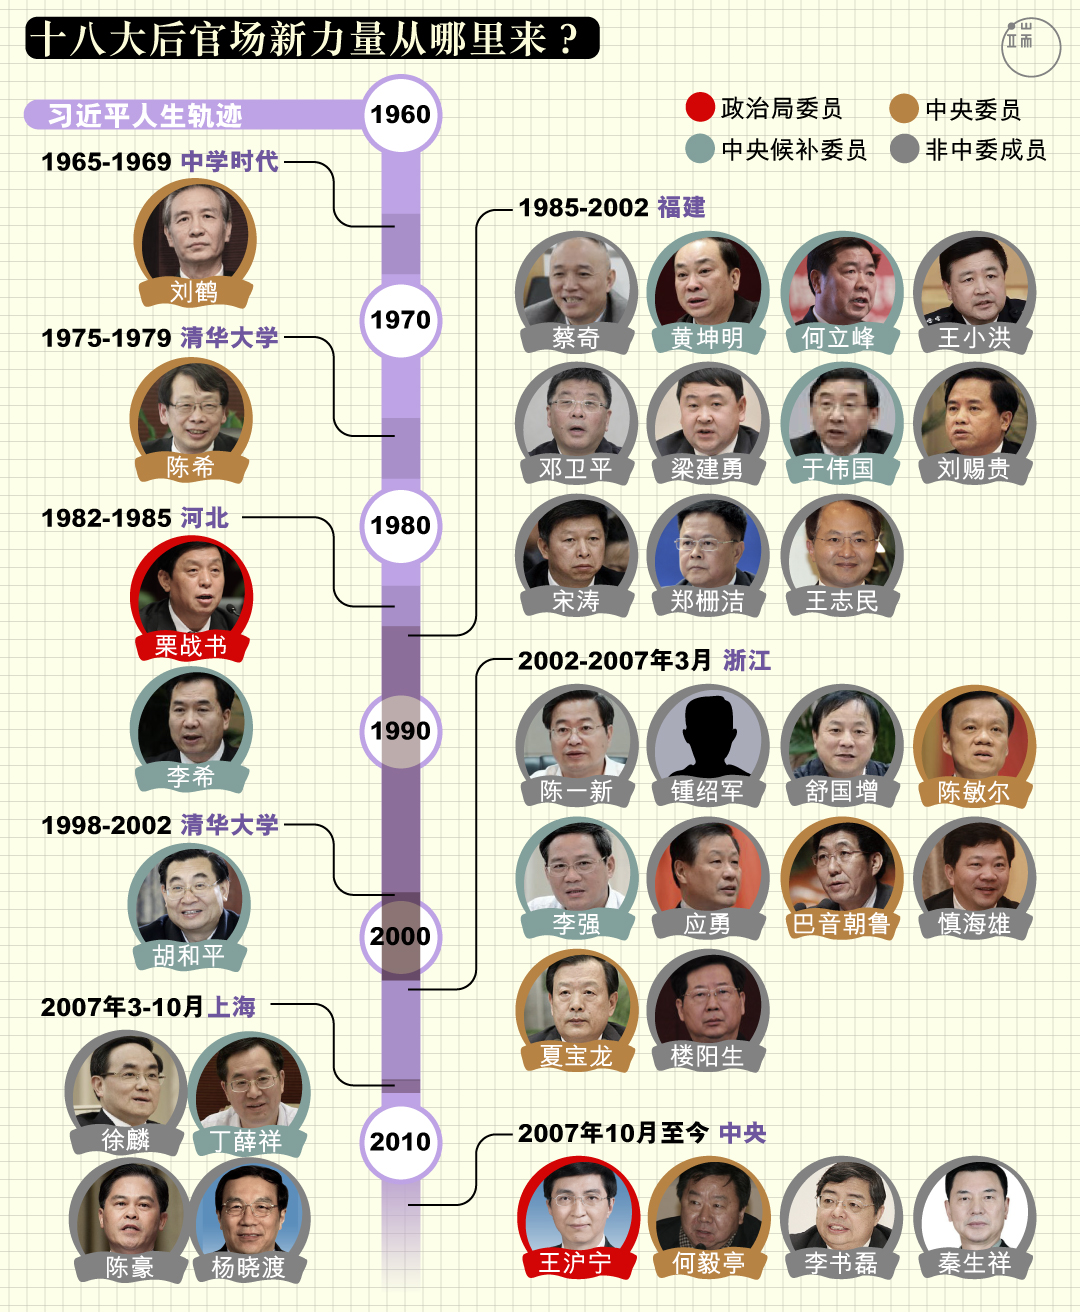 十八大后官场新力量从哪里来？
端
习近平人生轨迹
1960
政治局委员
中央委员
中央候补委员
非中委成员
1965-1969 中学时代
刘鹤
1970
1975-1979 清华大学
陈希
1980
1982-1985 河北
栗战书
李希
1990
1998-2002 清华大学
胡和平
2000
2007年3-10月上海
徐麟
丁薛祥
陈豪
杨晓渡
2010
1985-2002 福建
蔡奇
黄坤明
何立峰
王小洪
邓卫平
梁建勇
于伟国
刘赐贵
宋涛
郑栅洁
王志民
2002-2007年3月 浙江
陈一新
锺绍军
舒国增
陈敏尔
李强
应勇
巴音朝鲁
慎海雄
夏宝龙
楼阳生
2007年10月至今 中央
王沪宁
何毅亭
李书磊
秦生祥